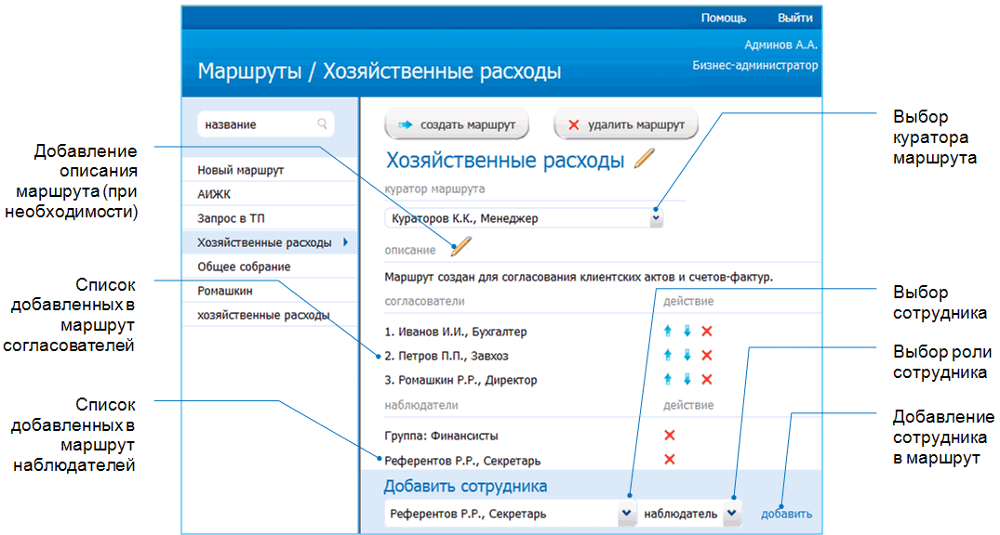 Помощь Выйти
Админов А.А.
Бизнес-администратор
Маршруты / Хозяйственные расходы
название
Новый маршрут
АИЖК
Запрос в ТП
Хозяйственные расходы
Общее собрание
Ромашкин
хозяйственные расходы
создать маршрут удалить маршрут
Хозяйственные расходы
куратор маршрута
Кураторов К.К., Менеджер
описание
Маршрут создан для согласования клиентских актов и счетов-фактур.
согласователи действие
1. Иванов И.И., Бухгалтер
2. Петров П.П., Завхоз
3. Ромашкин Р.Р., Директор
наблюдатели действие
Группа: Финансисты
Референтов Р.Р., Секретарь
Добавить сотрудника
Референтов Р.Р., Секретарь наблюдатель добавить
Добавление
описания
маршрута (при
необходимости)
Список
добавленных в
маршрут
согласователей
Список
добавленных в
маршрут
наблюдателей
Выбор
куратора
маршрута
Выбор
сотрудника
Выбор роли
сотрудника
Добавление
сотрудника
в маршрут